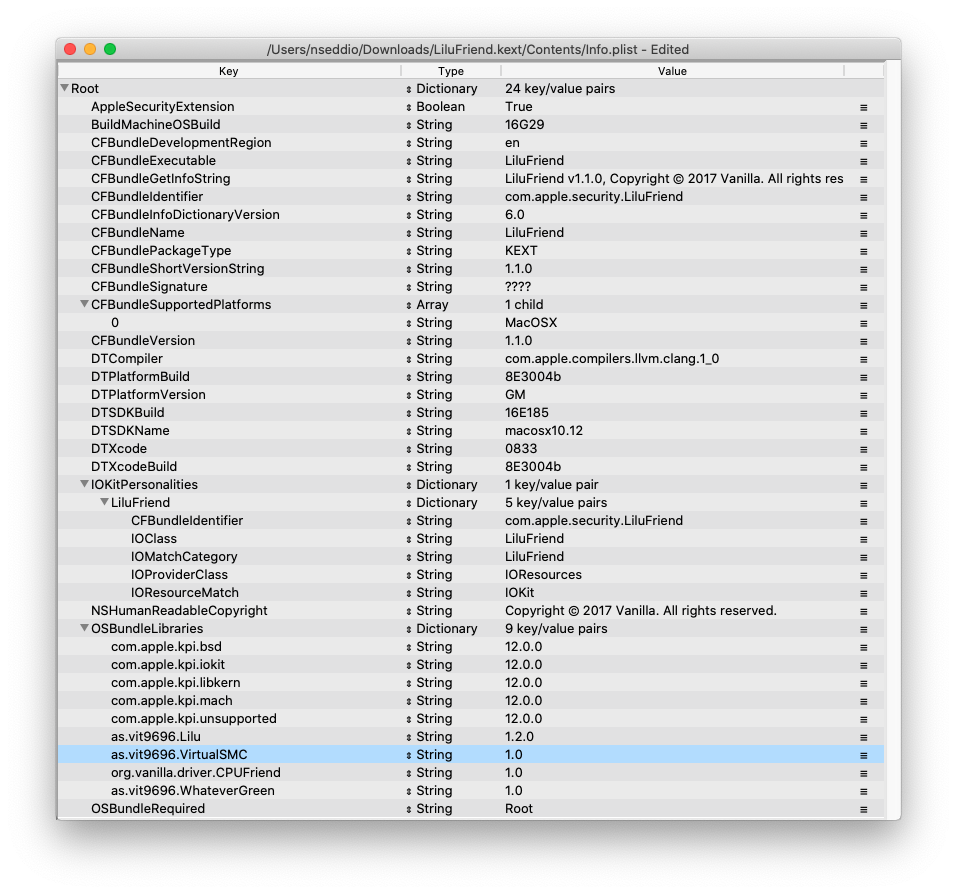 /Users/nseddio/Downloads/LiluFriend.kext/Contents/Info.plist - Edited
Key Type Value
Root Dictionary 24 key/value pairs
AppleSecurityExtension Boolean True
BuildMachineOSBuild String 16G29
CFBundleDevelopmentRegion String en
CFBundleExecutable String LiluFriend
CFBundleGetInfoString String LiluFriend v1.1.0, Copyright © 2017 Vanilla. All rights res
CFBundleIdentifier String com.apple.security.LiluFriend
CFBundleInfoDictionaryVersion String 6.0
CFBundleName String LiluFriend
CFBundlePackageType String KEXT
CFBundleShortVersionString String 1.1.0
CFBundleSignature String ????
CFBundleSupportedPlatforms Array 1 child
0 String MacOSX
CFBundleVersion String 1.1.0
DTCompiler String com.apple.compilers.llvm.clang.1_0
DTPlatformBuild String 8E3004b
DTPlatformVersion String GM
DTSDKBuild String 16E185
DTSDKName String macosx10.12
DTXcode String 0833
DTXcodeBuild String 8E3004b
IOKitPersonalities Dictionary 1 key/value pair
LiluFriend Dictionary 5 key/value pairs
CFBundleIdentifier String com.apple.security.LiluFriend
IOClass String LiluFriend
IOMatchCategory String LiluFriend
IOProviderClass String IOResources
IOResourceMatch String IOKit
NSHumanReadableCopyright String Copyright © 2017 Vanilla. All rights reserved.
OSBundleLibraries Dictionary 9 key/value pairs
com.apple.kpi.bsd String 12.0.0
com.apple.kpi.iokit String 12.0.0
com.apple.kpi.libkern String 12.0.0
com.apple.kpi.mach String 12.0.0
com.apple.kpi.unsupported String 12.0.0
as.vit9696.Lilu String 1.2.0
as.vit9696.VirtualSMC String 1.0
org.vanilla.driver.CPUFriend String 1.0
as.vit9696.WhateverGreen String 1.0
OSBundleRequired String Root